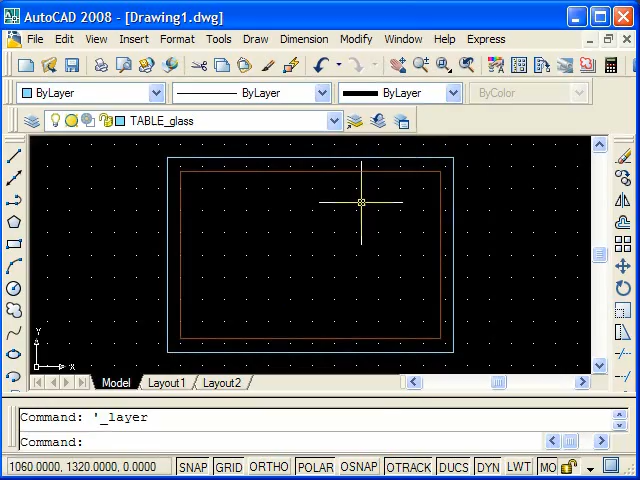 AutoCAD 2008 - [Drawing1.dwg]
File Edit View Insert Format Tools Draw Dimension Modify Window Help Express
ByLayer ByLayer ByLayer ByColor
TABLE_glass
Y
X
Model Layout1 Layout2
Command: '_layer
Command:
1060.0000, 1320.0000, 0.0000 SNAP GRID ORTHO POLAR OSNAP OTRACK DUCS DYN LWT MO